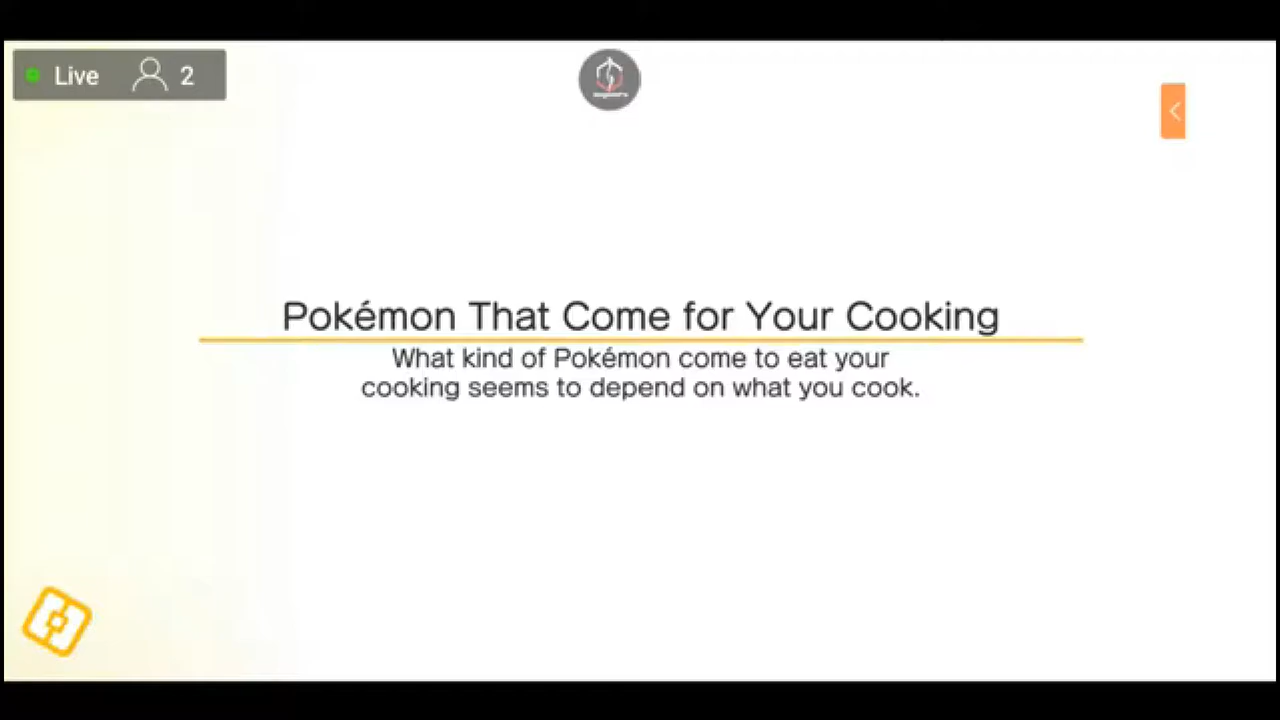 Live 2
Pokémon That Come for Your Cooking
What kind of Pokémon come to eat your
cooking seems to depend on what you cook.